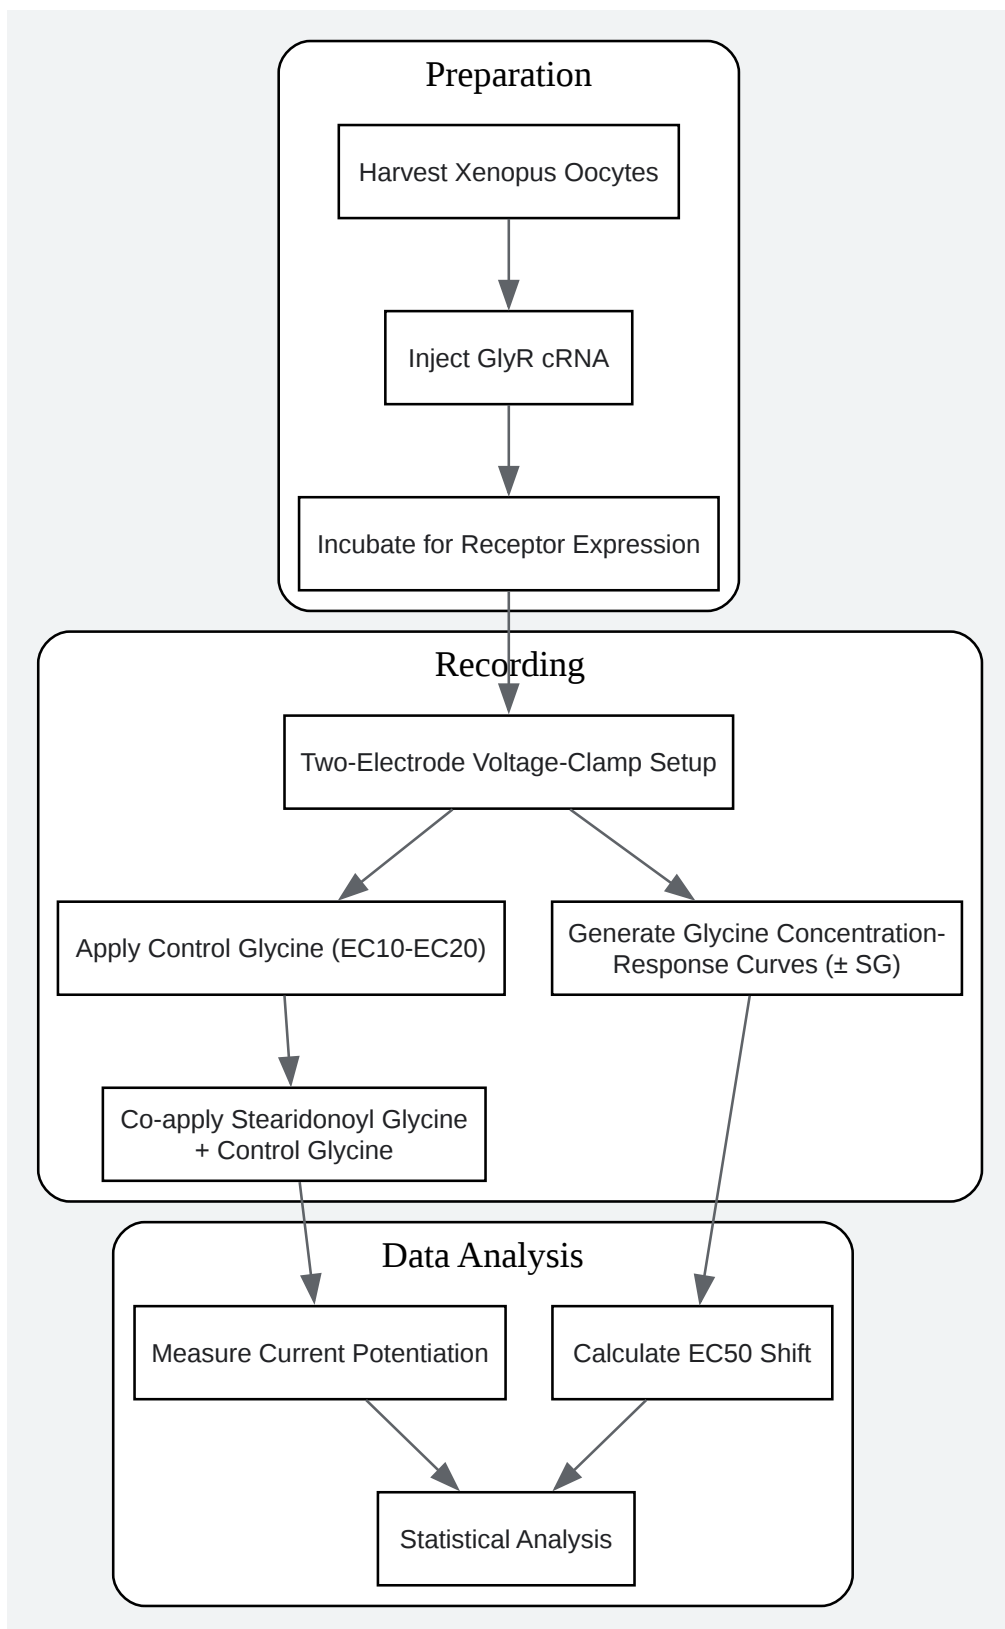 Preparation
Harvest Xenopus Oocytes
Inject GlyR cRNA
Incubate for Receptor Expression
Recording
Two-Electrode Voltage-Clamp Setup
Apply Control Glycine (EC10-EC20)
Generate Glycine Concentration-
Response Curves (± SG)
Co-apply Stearidonoyl Glycine
+ Control Glycine
Data Analysis
Measure Current Potentiation
Calculate EC50 Shift
Statistical Analysis